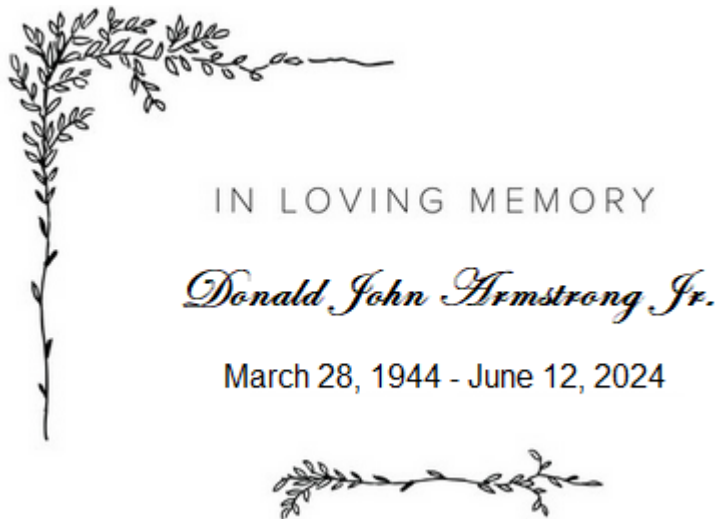 IN LOVING MEMORY
Donald John Armstrong Jr.
March 28, 1944 - June 12, 2024